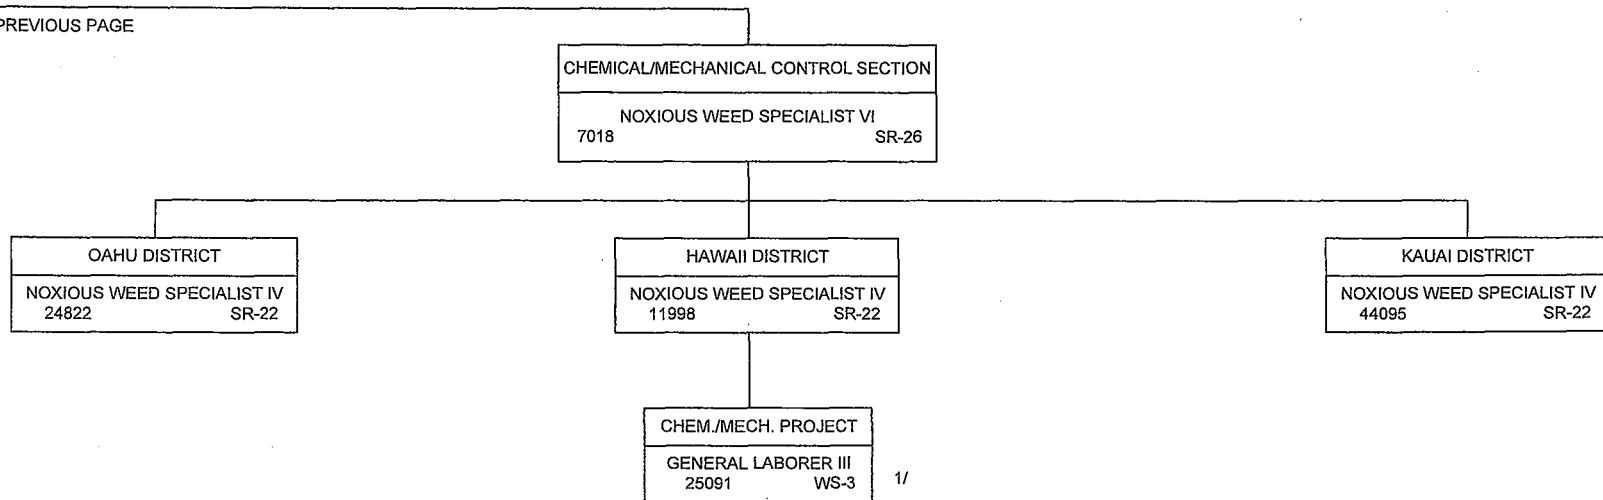 PREVIOUS PAGE
CHEMICAL/MECHANICAL CONTROL SECTION
NOXIOUS WEED SPECIALIST VI
7018 SR-26
OAHU DISTRICT
NOXIOUS WEED SPECIALIST IV
24822 SR-22
HAWAII DISTRICT
NOXIOUS WEED SPECIALIST IV
11998 SR-22
KAUAI DISTRICT
NOXIOUS WEED SPECIALIST IV
44095 SR-22
CHEM./MECH. PROJECT
GENERAL LABORER III
25091 WS-3 1/